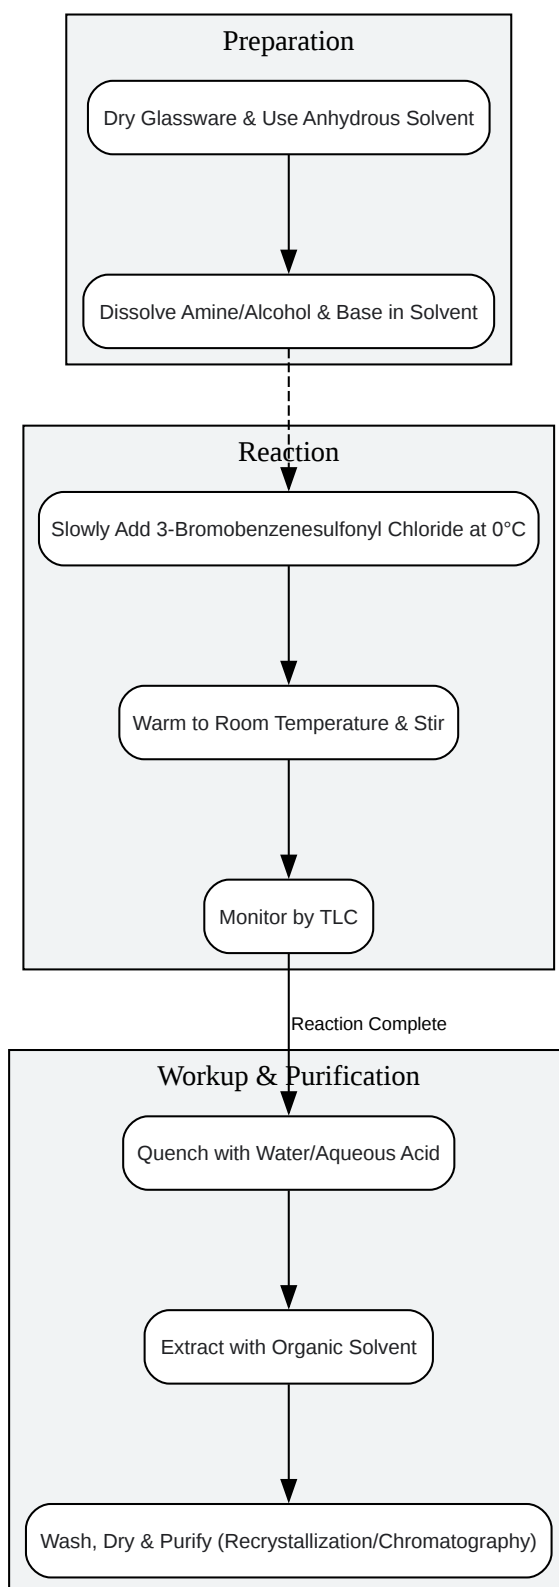 Preparation
Dry Glassware & Use Anhydrous Solvent
Dissolve Amine/Alcohol & Base in Solvent
Reaction
Slowly Add 3-Bromobenzenesulfonyl Chloride at 0°C
Warm to Room Temperature & Stir
Monitor by TLC
Reaction Complete
Workup & Purification
Quench with Water/Aqueous Acid
Extract with Organic Solvent
Wash, Dry & Purify (Recrystallization/Chromatography)